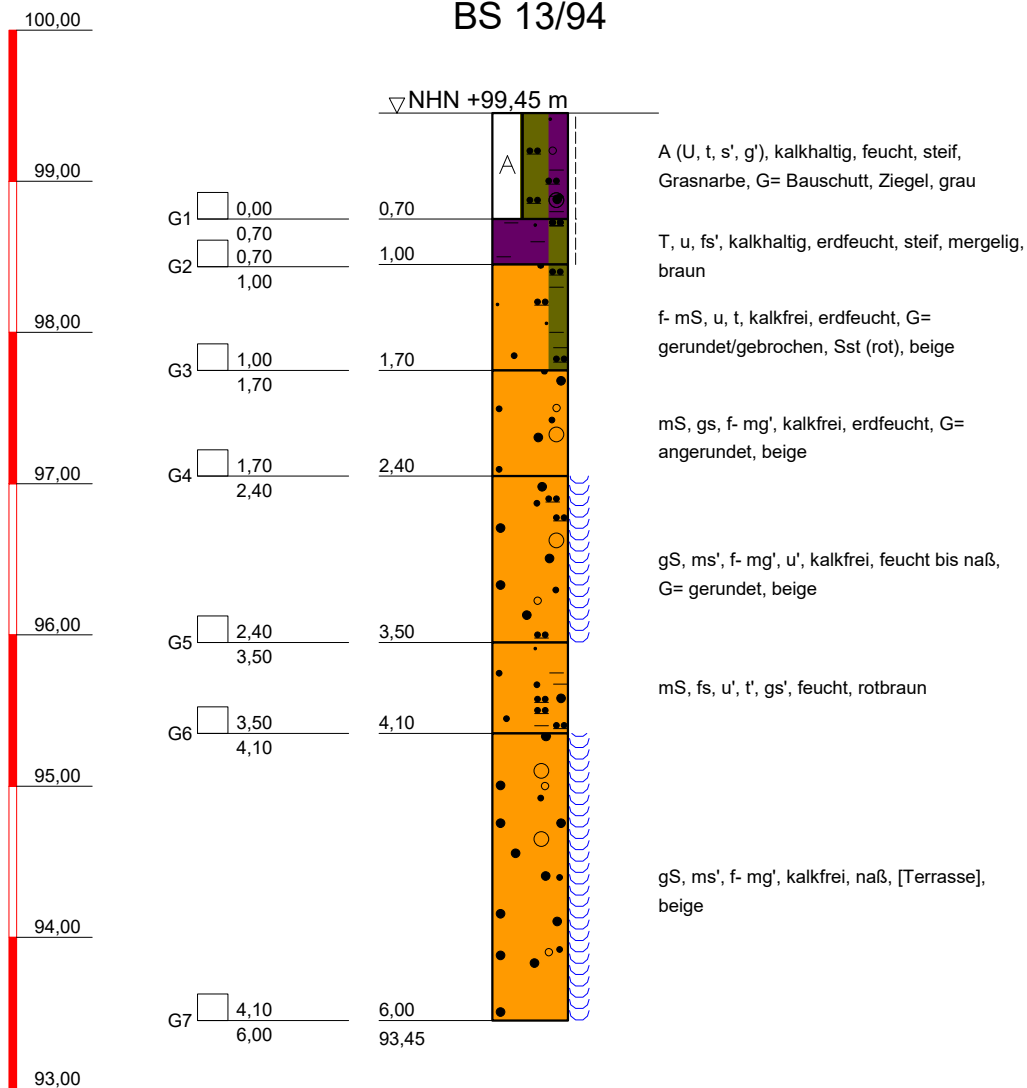 BS 13/94
100,00
NHN +99,45 m
A
A (U, t, s', g'), kalkhaltig, feucht, steif,
Grasnarbe, G= Bauschutt, Ziegel, grau
99,00
G1 0,00 0,70
0,70
T, u, fs', kalkhaltig, erdfeucht, steif, mergelig,
braun
G2 0,70 1,00
1,00
98,00
f- mS, u, t, kalkfrei, erdfeucht, G=
gerundet/gebrochen, Sst (rot), beige
G3 1,00 1,70
1,70
mS, gs, f- mg', kalkfrei, erdfeucht, G=
angerundet, beige
G4 1,70 2,40
2,40
97,00
gS, ms', f- mg', u', kalkfrei, feucht bis naß,
G= gerundet, beige
96,00
G5 2,40 3,50
3,50
mS, fs, u', t', gs', feucht, rotbraun
G6 3,50 4,10
4,10
95,00
gS, ms', f- mg', kalkfrei, naß, [Terrasse],
beige
94,00
G7 4,10 6,00
6,00 93,45
93,00